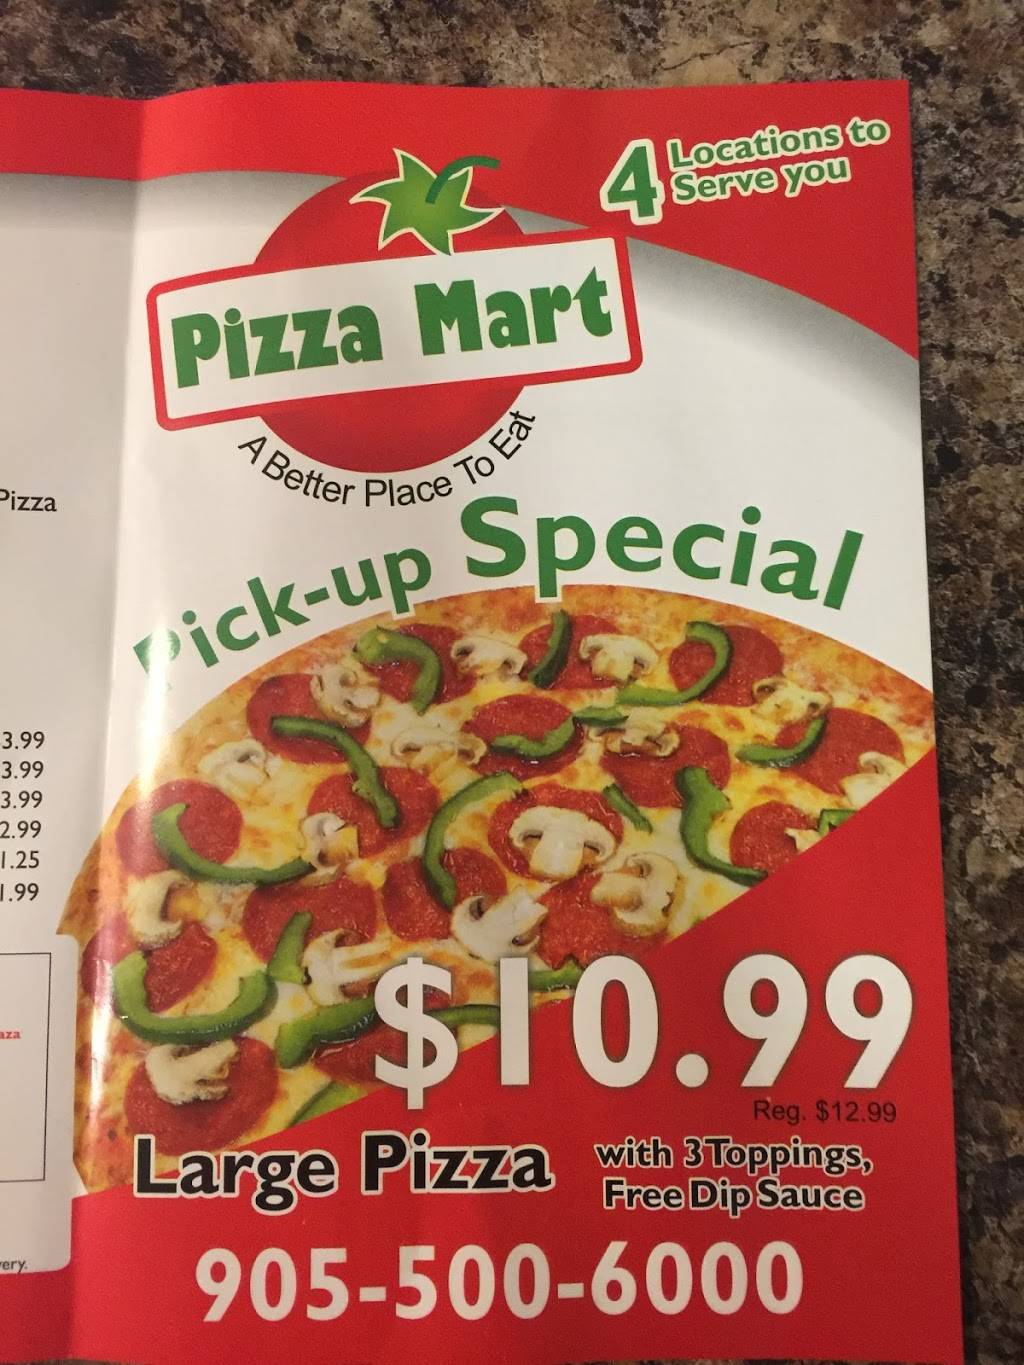 4 Locations to
Serve you
Pizza Mart
A Better Place To Eat
Pick-up Special
$10.99
Reg. $12.99
Large Pizza
with 3 Toppings,
Free Dip Sauce
905-500-6000
Pizza
3.99
3.99
3.99
2.99
1.25
1.99